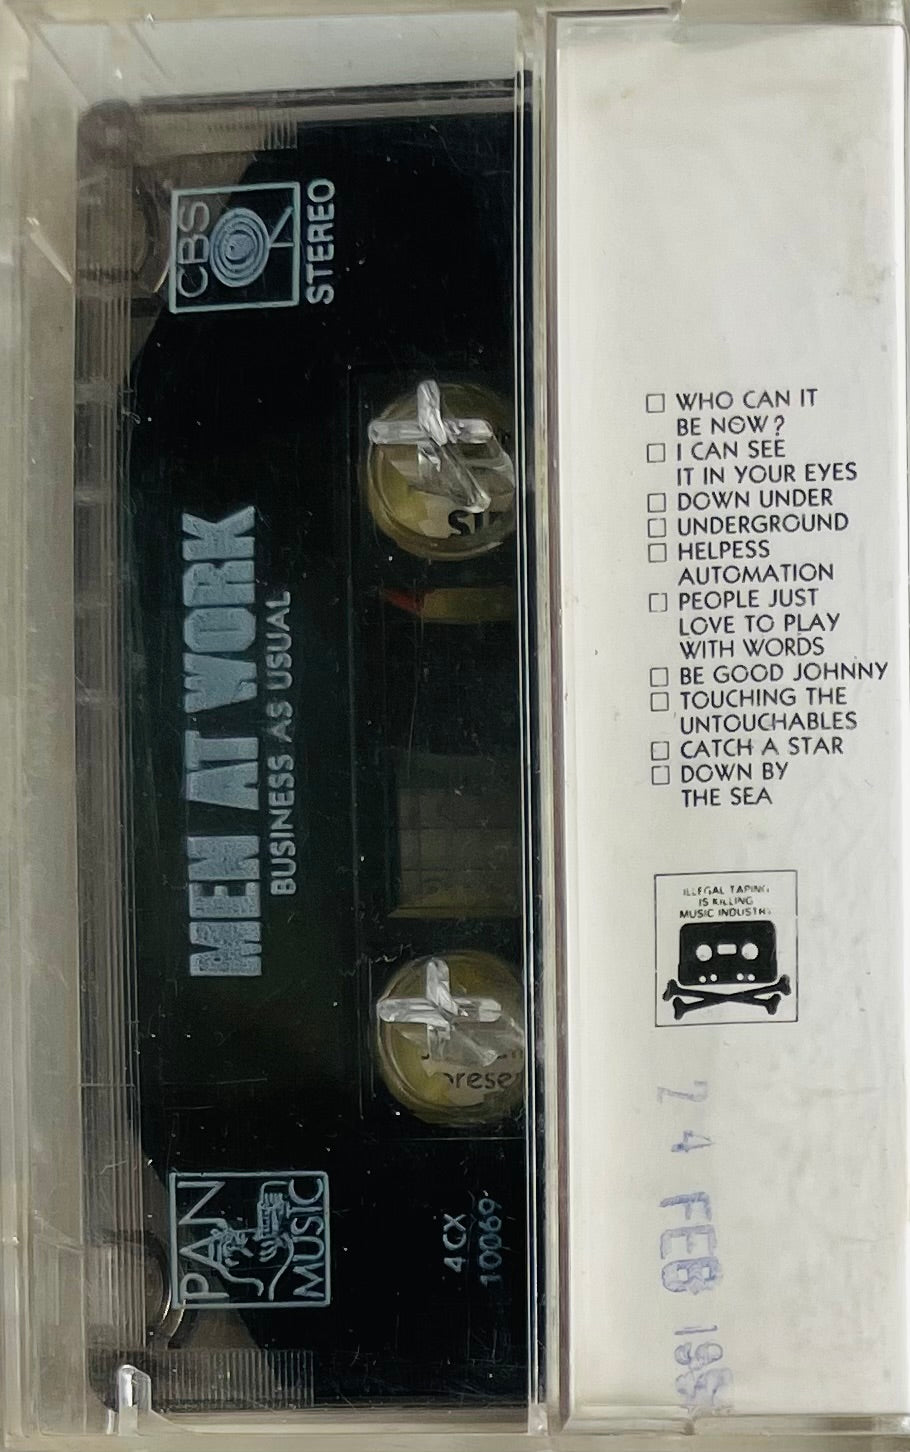 CBS
STEREO
MEN AT WORK
BUSINESS AS USUAL
PAN
MUSIC
4CX
10069
WHO CAN IT
BE NOW?
I CAN SEE
IT IN YOUR EYES
DOWN UNDER
UNDERGROUND
HELPESS
AUTOMATION
PEOPLE JUST
LOVE TO PLAY
WITH WORDS
BE GOOD JOHNNY
TOUCHING THE
UNTOUCHABLES
CATCH A STAR
DOWN BY
THE SEA
ILLEGAL TAPING
IS KILLING
MUSIC INDUSTRY
24 FEB